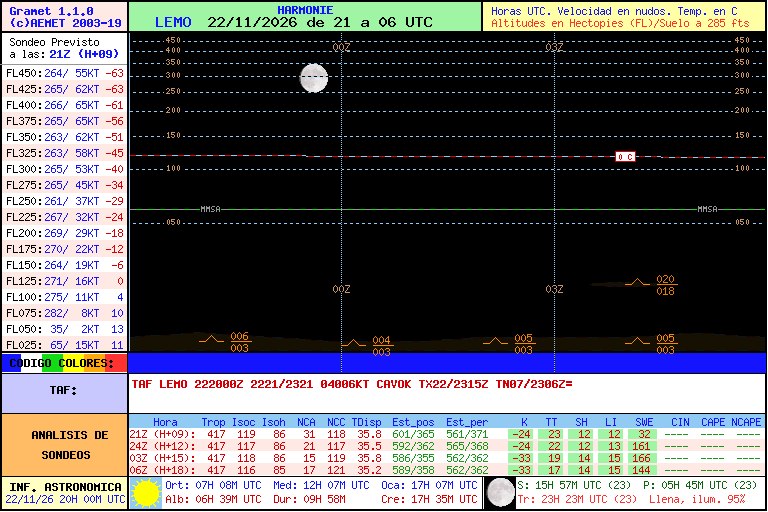 Gramet 1.1.0
(c)AEMET 2003-19
HARMONIE
LEMO 22/11/2026 de 21 a 06 UTC
Horas UTC. Velocidad en nudos. Temp. en C
Altitudes en Hectopies (FL)/Suelo a 285 fts
Sondeo Previsto
a las: 21Z (H+09)
FL450:264/ 55KT -63
FL425:265/ 62KT -63
FL400:266/ 65KT -61
FL375:265/ 65KT -56
FL350:263/ 62KT -51
FL325:263/ 58KT -45
FL300:265/ 53KT -40
FL275:265/ 45KT -34
FL250:261/ 37KT -29
FL225:267/ 32KT -24
FL200:269/ 29KT -18
FL175:270/ 22KT -12
FL150:264/ 19KT -6
FL125:271/ 16KT 0
FL100:275/ 11KT 4
FL075:282/ 8KT 10
FL050: 35/ 2KT 13
FL025: 65/ 15KT 11
00Z 03Z
450 450
400 400
350 350
300 300
250 250
200 200
150 150
0 C
100 100
MMSA MMSA
050 050
00Z 03Z
020
018
006
003
004
003
005
003
005
003
CODIGO COLORES:
TAF:
TAF LEMO 222000Z 2221/2321 04006KT CAVOK TX22/2315Z TN07/2306Z=
ANALISIS DE
SONDEOS
Hora Trop Isoc Isoh NCA NCC TDisp Est_pos Est_per K TT SH LI SWE CIN CAPE NCAPE
21Z (H+09): 417 119 86 31 118 35.8 601/365 561/371 -24 23 12 12 32 ---- ---- ----
24Z (H+12): 417 117 86 21 117 35.5 592/362 565/368 -24 22 12 11 164 ---- ---- ----
03Z (H+15): 417 118 86 15 119 35.8 586/355 562/362 -33 19 14 15 166 ---- ---- ----
06Z (H+18): 417 116 85 17 121 35.2 589/358 562/362 -33 17 14 15 144 ---- ---- ----
INF. ASTRONOMICA
22/11/26 20H 00M UTC
Ort: 07H 08M UTC Med: 12H 07M UTC Oca: 17H 07M UTC
Alb: 06H 39M UTC Dur: 09H 58M Cre: 17H 35M UTC
S: 15H 57M UTC (23) P: 05H 45M UTC (23)
Tr: 23H 23M UTC (23) Llena, ilum. 95%